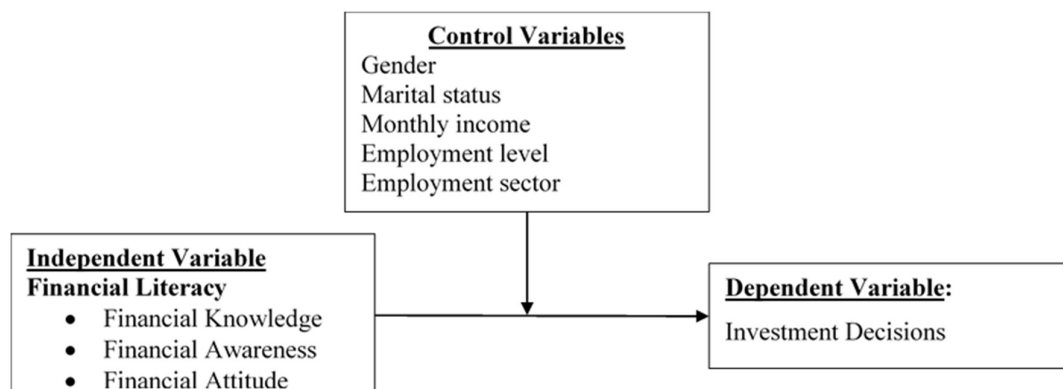 Control Variables
Gender
Marital status
Monthly income
Employment level
Employment sector
Independent Variable
Financial Literacy
• Financial Knowledge
• Financial Awareness
• Financial Attitude
Dependent Variable:
Investment Decisions